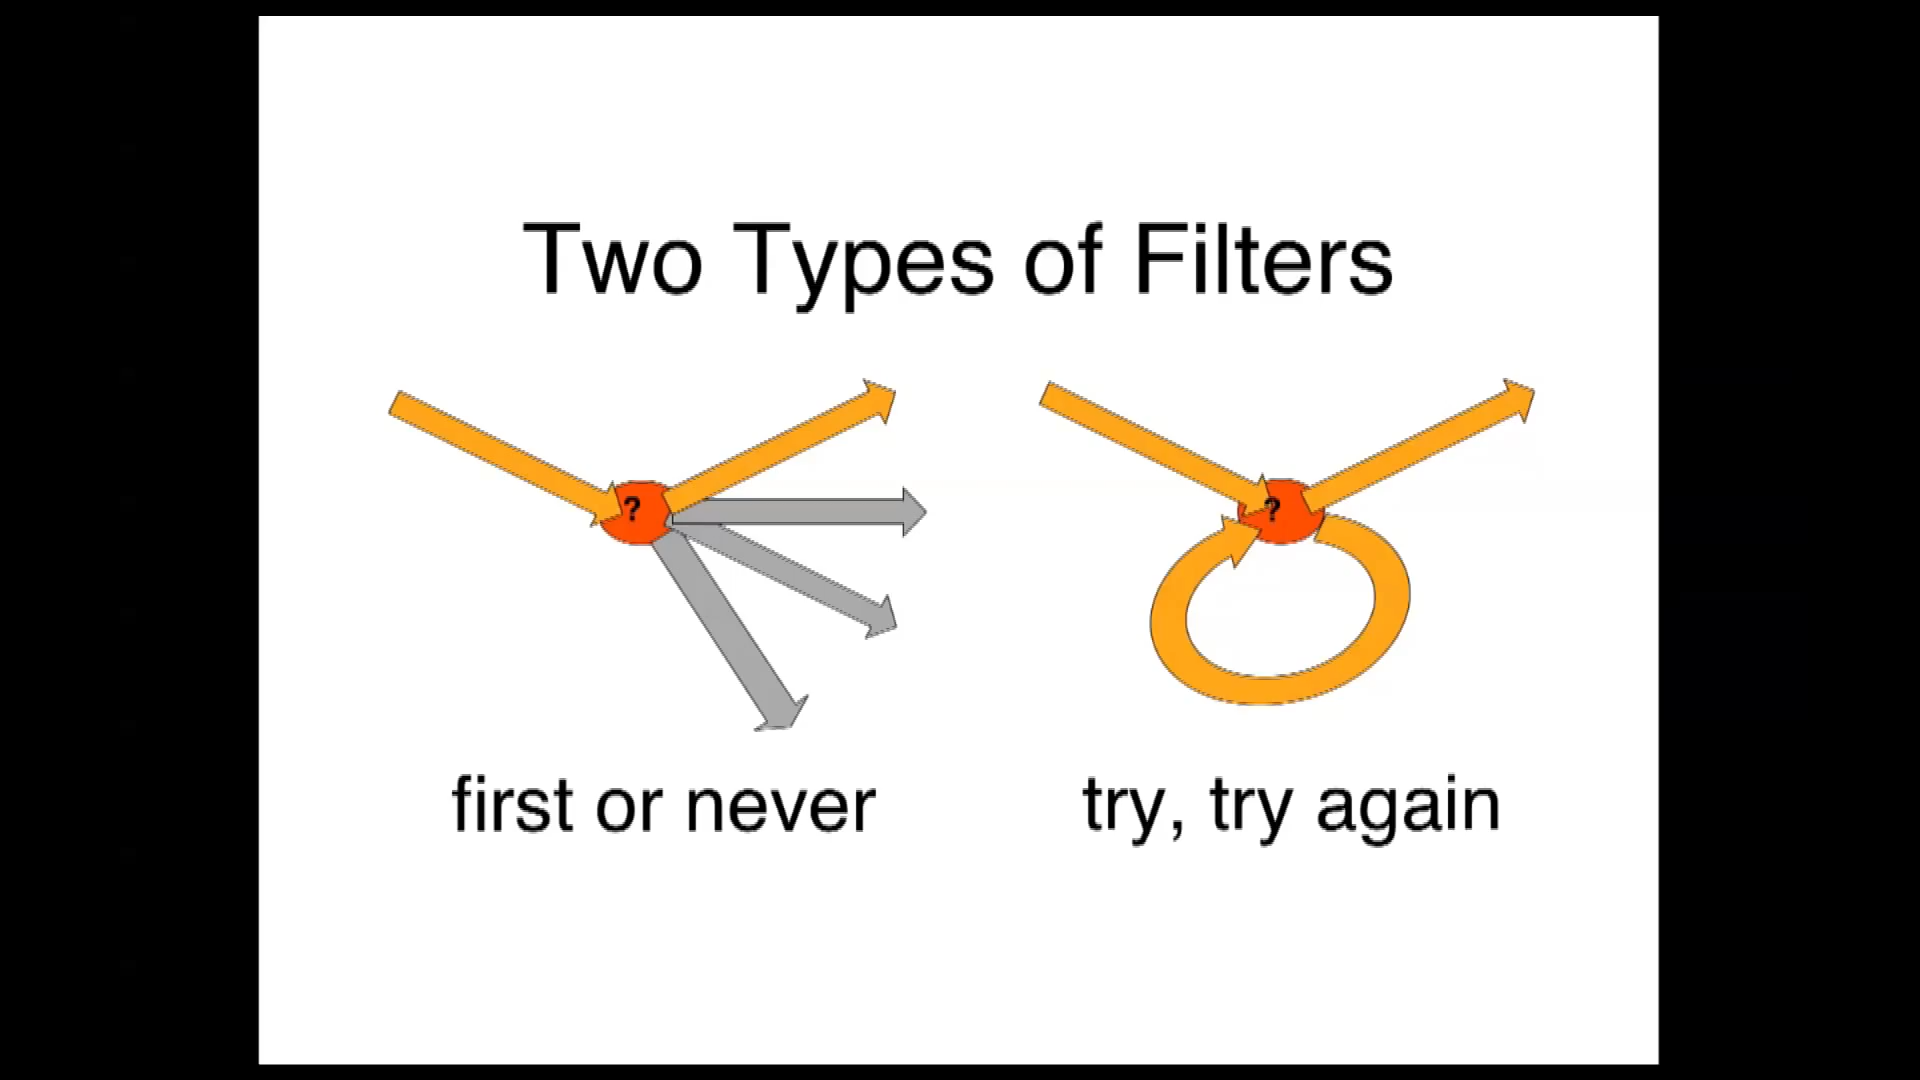 Two Types of Filters
?
?
first or never
try, try again